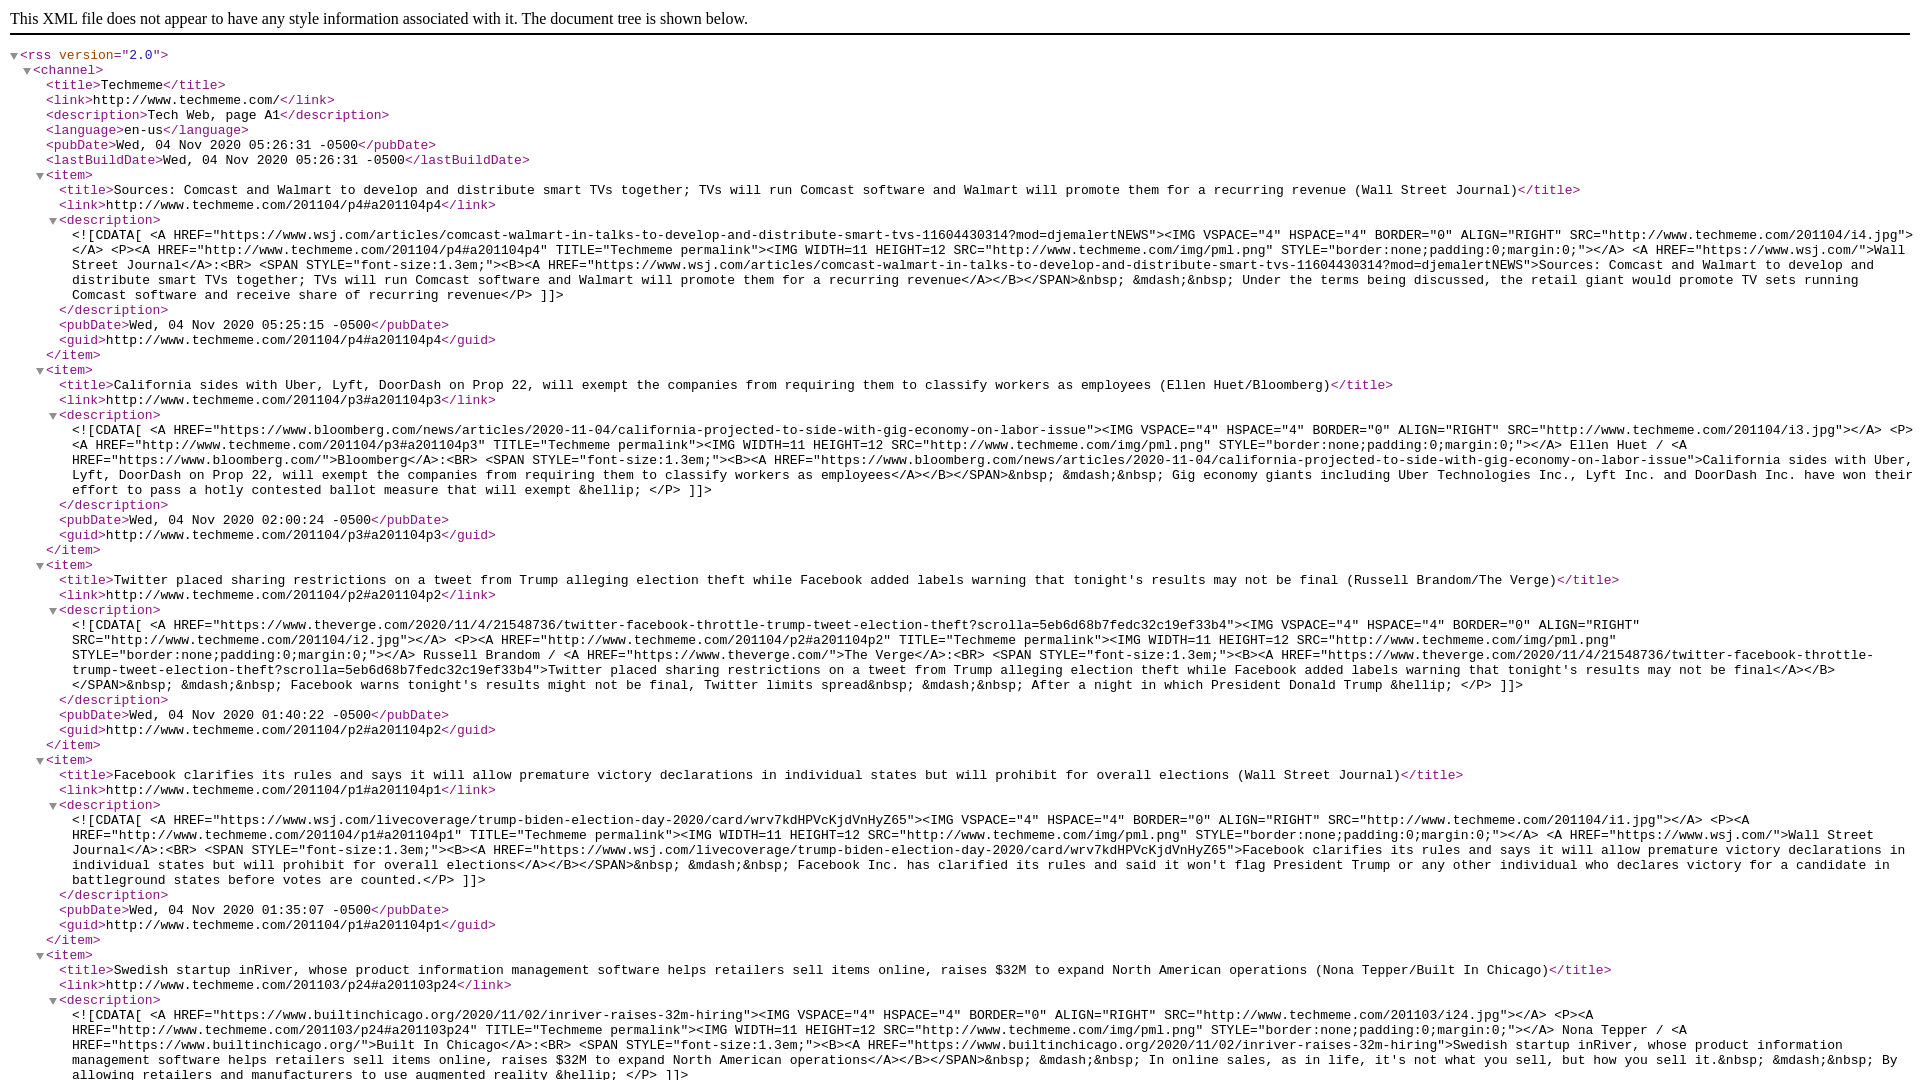 This XML file does not appear to have any style information associated with it. The document tree is shown below.
<rss version="2.0">
<channel>
<title>Techmeme</title>
<link>http://www.techmeme.com/</link>
<description>Tech Web, page A1</description>
<language>en-us</language>
<pubDate>Wed, 04 Nov 2020 05:26:31 -0500</pubDate>
<lastBuildDate>Wed, 04 Nov 2020 05:26:31 -0500</lastBuildDate>
<item>
<title>Sources: Comcast and Walmart to develop and distribute smart TVs together; TVs will run Comcast software and Walmart will promote them for a recurring revenue (Wall Street Journal)</title>
<link>http://www.techmeme.com/201104/p4#a201104p4</link>
<description>
<![CDATA[ <A HREF="https://www.wsj.com/articles/comcast-walmart-in-talks-to-develop-and-distribute-smart-tvs-11604430314?mod=djemalertNEWS"><IMG VSPACE="4" HSPACE="4" BORDER="0" ALIGN="RIGHT" SRC="http://www.techmeme.com/201104/i4.jpg">
</A> <P><A HREF="http://www.techmeme.com/201104/p4#a201104p4" TITLE="Techmeme permalink"><IMG WIDTH=11 HEIGHT=12 SRC="http://www.techmeme.com/img/pml.png" STYLE="border:none;padding:0;margin:0;"></A> <A HREF="https://www.wsj.com/">Wall
Street Journal</A>:<BR> <SPAN STYLE="font-size:1.3em;"><B><A HREF="https://www.wsj.com/articles/comcast-walmart-in-talks-to-develop-and-distribute-smart-tvs-11604430314?mod=djemalertNEWS">Sources: Comcast and Walmart to develop and
distribute smart TVs together; TVs will run Comcast software and Walmart will promote them for a recurring revenue</A></B></SPAN>&nbsp; &mdash;&nbsp; Under the terms being discussed, the retail giant would promote TV sets running
Comcast software and receive share of recurring revenue</P> ]]>
</description>
<pubDate>Wed, 04 Nov 2020 05:25:15 -0500</pubDate>
<guid>http://www.techmeme.com/201104/p4#a201104p4</guid>
</item>
<item>
<title>California sides with Uber, Lyft, DoorDash on Prop 22, will exempt the companies from requiring them to classify workers as employees (Ellen Huet/Bloomberg)</title>
<link>http://www.techmeme.com/201104/p3#a201104p3</link>
<description>
<![CDATA[ <A HREF="https://www.bloomberg.com/news/articles/2020-11-04/california-projected-to-side-with-gig-economy-on-labor-issue"><IMG VSPACE="4" HSPACE="4" BORDER="0" ALIGN="RIGHT" SRC="http://www.techmeme.com/201104/i3.jpg"></A> <P>
<A HREF="http://www.techmeme.com/201104/p3#a201104p3" TITLE="Techmeme permalink"><IMG WIDTH=11 HEIGHT=12 SRC="http://www.techmeme.com/img/pml.png" STYLE="border:none;padding:0;margin:0;"></A> Ellen Huet / <A
HREF="https://www.bloomberg.com/">Bloomberg</A>:<BR> <SPAN STYLE="font-size:1.3em;"><B><A HREF="https://www.bloomberg.com/news/articles/2020-11-04/california-projected-to-side-with-gig-economy-on-labor-issue">California sides with Uber,
Lyft, DoorDash on Prop 22, will exempt the companies from requiring them to classify workers as employees</A></B></SPAN>&nbsp; &mdash;&nbsp; Gig economy giants including Uber Technologies Inc., Lyft Inc. and DoorDash Inc. have won their
effort to pass a hotly contested ballot measure that will exempt &hellip; </P> ]]>
</description>
<pubDate>Wed, 04 Nov 2020 02:00:24 -0500</pubDate>
<guid>http://www.techmeme.com/201104/p3#a201104p3</guid>
</item>
<item>
<title>Twitter placed sharing restrictions on a tweet from Trump alleging election theft while Facebook added labels warning that tonight's results may not be final (Russell Brandom/The Verge)</title>
<link>http://www.techmeme.com/201104/p2#a201104p2</link>
<description>
<![CDATA[ <A HREF="https://www.theverge.com/2020/11/4/21548736/twitter-facebook-throttle-trump-tweet-election-theft?scrolla=5eb6d68b7fedc32c19ef33b4"><IMG VSPACE="4" HSPACE="4" BORDER="0" ALIGN="RIGHT"
SRC="http://www.techmeme.com/201104/i2.jpg"></A> <P><A HREF="http://www.techmeme.com/201104/p2#a201104p2" TITLE="Techmeme permalink"><IMG WIDTH=11 HEIGHT=12 SRC="http://www.techmeme.com/img/pml.png"
STYLE="border:none;padding:0;margin:0;"></A> Russell Brandom / <A HREF="https://www.theverge.com/">The Verge</A>:<BR> <SPAN STYLE="font-size:1.3em;"><B><A HREF="https://www.theverge.com/2020/11/4/21548736/twitter-facebook-throttle-
trump-tweet-election-theft?scrolla=5eb6d68b7fedc32c19ef33b4">Twitter placed sharing restrictions on a tweet from Trump alleging election theft while Facebook added labels warning that tonight's results may not be final</A></B>
</SPAN>&nbsp; &mdash;&nbsp; Facebook warns tonight's results might not be final, Twitter limits spread&nbsp; &mdash;&nbsp; After a night in which President Donald Trump &hellip; </P> ]]>
</description>
<pubDate>Wed, 04 Nov 2020 01:40:22 -0500</pubDate>
<guid>http://www.techmeme.com/201104/p2#a201104p2</guid>
</item>
<item>
<title>Facebook clarifies its rules and says it will allow premature victory declarations in individual states but will prohibit for overall elections (Wall Street Journal)</title>
<link>http://www.techmeme.com/201104/p1#a201104p1</link>
<description>
<![CDATA[ <A HREF="https://www.wsj.com/livecoverage/trump-biden-election-day-2020/card/wrv7kdHPVcKjdVnHyZ65"><IMG VSPACE="4" HSPACE="4" BORDER="0" ALIGN="RIGHT" SRC="http://www.techmeme.com/201104/i1.jpg"></A> <P><A
HREF="http://www.techmeme.com/201104/p1#a201104p1" TITLE="Techmeme permalink"><IMG WIDTH=11 HEIGHT=12 SRC="http://www.techmeme.com/img/pml.png" STYLE="border:none;padding:0;margin:0;"></A> <A HREF="https://www.wsj.com/">Wall Street
Journal</A>:<BR> <SPAN STYLE="font-size:1.3em;"><B><A HREF="https://www.wsj.com/livecoverage/trump-biden-election-day-2020/card/wrv7kdHPVcKjdVnHyZ65">Facebook clarifies its rules and says it will allow premature victory declarations in
individual states but will prohibit for overall elections</A></B></SPAN>&nbsp; &mdash;&nbsp; Facebook Inc. has clarified its rules and said it won't flag President Trump or any other individual who declares victory for a candidate in
battleground states before votes are counted.</P> ]]>
</description>
<pubDate>Wed, 04 Nov 2020 01:35:07 -0500</pubDate>
<guid>http://www.techmeme.com/201104/p1#a201104p1</guid>
</item>
<item>
<title>Swedish startup inRiver, whose product information management software helps retailers sell items online, raises $32M to expand North American operations (Nona Tepper/Built In Chicago)</title>
<link>http://www.techmeme.com/201103/p24#a201103p24</link>
<description>
<![CDATA[ <A HREF="https://www.builtinchicago.org/2020/11/02/inriver-raises-32m-hiring"><IMG VSPACE="4" HSPACE="4" BORDER="0" ALIGN="RIGHT" SRC="http://www.techmeme.com/201103/i24.jpg"></A> <P><A
HREF="http://www.techmeme.com/201103/p24#a201103p24" TITLE="Techmeme permalink"><IMG WIDTH=11 HEIGHT=12 SRC="http://www.techmeme.com/img/pml.png" STYLE="border:none;padding:0;margin:0;"></A> Nona Tepper / <A
HREF="https://www.builtinchicago.org/">Built In Chicago</A>:<BR> <SPAN STYLE="font-size:1.3em;"><B><A HREF="https://www.builtinchicago.org/2020/11/02/inriver-raises-32m-hiring">Swedish startup inRiver, whose product information
management software helps retailers sell items online, raises $32M to expand North American operations</A></B></SPAN>&nbsp; &mdash;&nbsp; In online sales, as in life, it's not what you sell, but how you sell it.&nbsp; &mdash;&nbsp; By
allowing retailers and manufacturers to use augmented reality &hellip; </P> ]]>